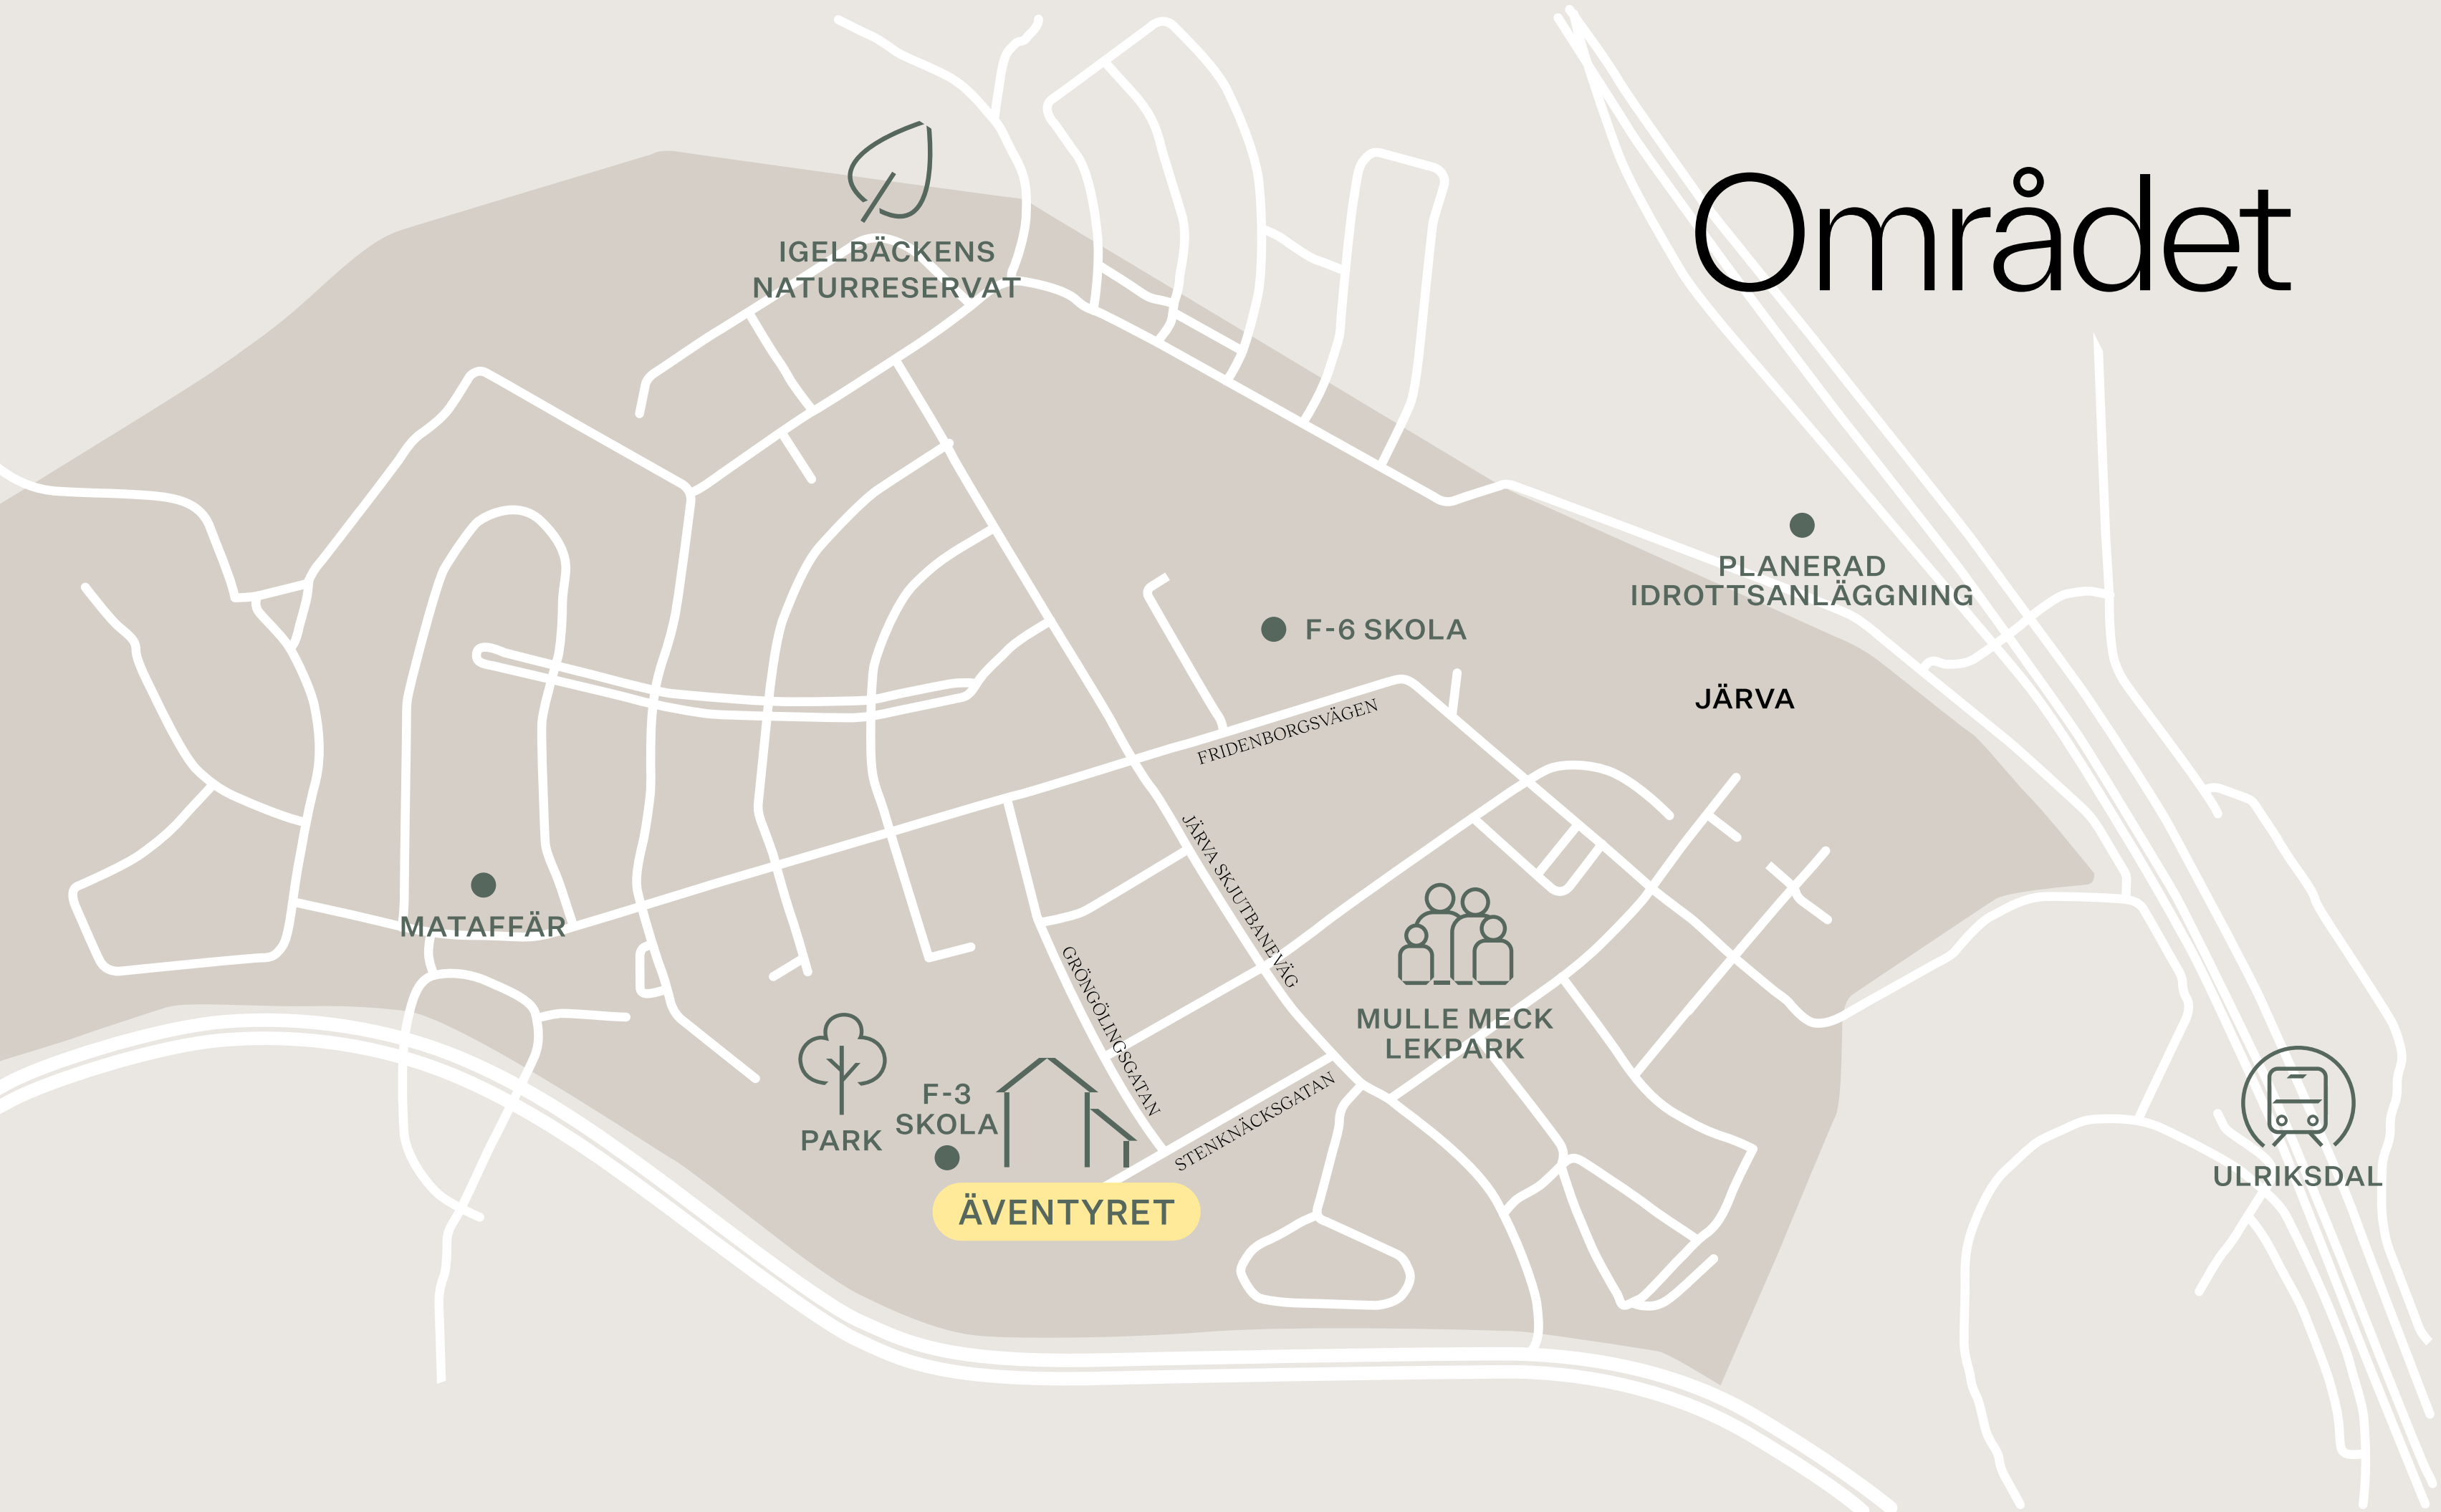 Området
IGELBÄCKENS
NATURRESERVAT
PLANERAD
IDROTTSANLÄGGNING
F-6 SKOLA
JÄRVA
FRIDENBORGSVÄGEN
JÄRVA SKJUTBANEVÄG
MATAFFÄR
GRÖNGÖLINGSGATAN
MULLE MECK
LEKPARK
PARK
F-3
SKOLA
STENKNÄCKSGATAN
ÄVENTYRET
ULRIKSDAL